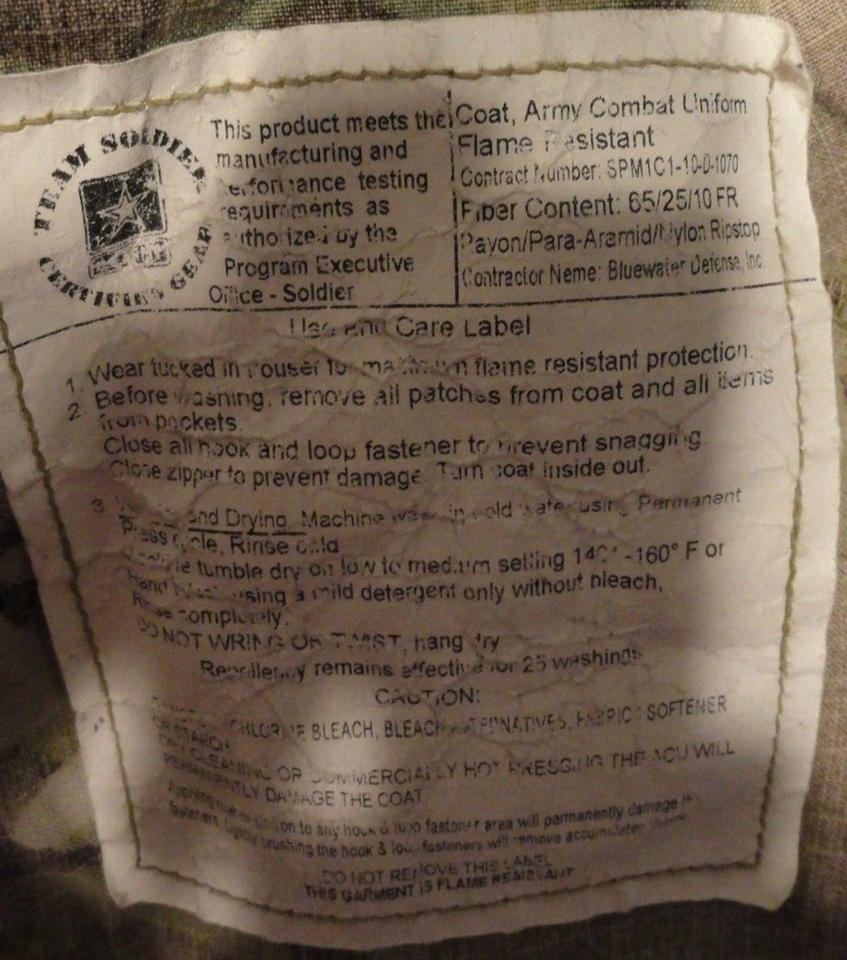 TEAM SOLDIER
CERTIFIED GEAR
This product meets the
manufacturing and
performance testing
requirements as
authorized by the
Program Executive
Office - Soldier
Coat, Army Combat Uniform
Flame Resistant
Contract Number: SPM1C1-10-D-1070
Fiber Content: 65/25/10 FR
Rayon/Para-Aramid/Nylon Ripstop
Contractor Neme: Bluewater Defense, Inc.
Use and Care Label
1. Wear tucked in trouser for maximum flame resistant protection.
2. Before washing, remove all patches from coat and all items
from pockets.
Close all hook and loop fastener to prevent snagging.
Close zipper to prevent damage. Turn coat inside out.
3. and Drying. Machine wash in cold water using Permanent
Press cycle, Rinse cold
tumble dry on low to medium setting 140° -160° F or
Hand using a mild detergent only without bleach,
Rinse completely.
DO NOT WRING OR TWIST, hang dry
Repellency remains effective for 25 washings
CAUTION:
CHLORINE BLEACH, BLEACH ALTERNATIVES, FABRIC SOFTENER
OR STARCH
DRY CLEANING OR COMMERCIALLY HOT PRESSING THE ACU WILL
PERMANENTLY DAMAGE THE COAT
Applying to any hook & loop fastener area will permanently damage
fasteners. Lightly brushing the hook & loop fasteners will remove accumulated
DO NOT REMOVE THIS LABEL
THIS GARMENT IS FLAME RESISTANT